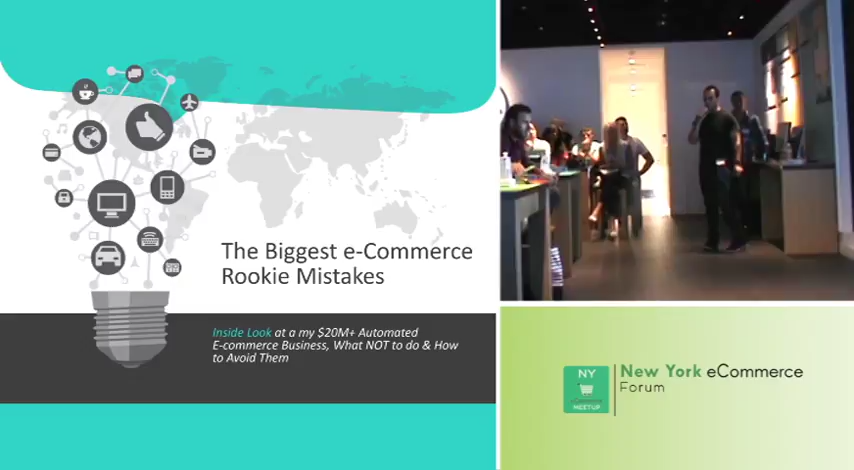 The Biggest e-Commerce
Rookie Mistakes
Inside Look at a my $20M+ Automated
E-commerce Business, What NOT to do & How
to Avoid Them
NY
eCommerce
MEETUP
New York eCommerce
Forum